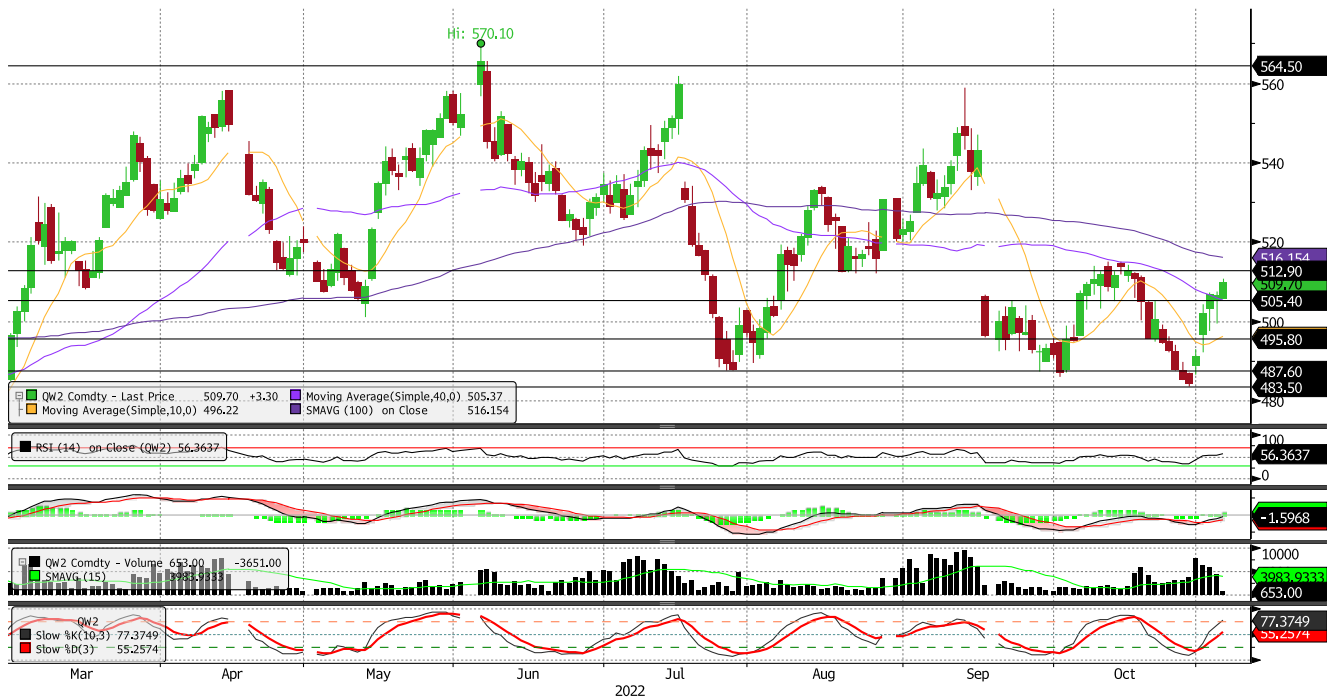 Hi: 570.10
564.50
560
540
520
516.154
512.90
509.70
505.40
500
495.80
487.60
483.50
480
QW2 Comdty - Last Price 509.70 +3.30 Moving Average(Simple,40,0) 505.37
Moving Average(Simple,10,0) 496.22 SMAVG (100) on Close 516.154
RSI (14) on Close (QW2) 56.3637
100
56.3637
0
-1.5968
QW2 Comdty - Volume 653.00 -3651.00
SMAVG (15) 3983.9333
10000
3983.9333
653.00
QW2
Slow %K(10,3) 77.3749
Slow %D(3) 55.2574
77.3749
55.2574
Mar Apr May Jun Jul Aug Sep Oct
2022